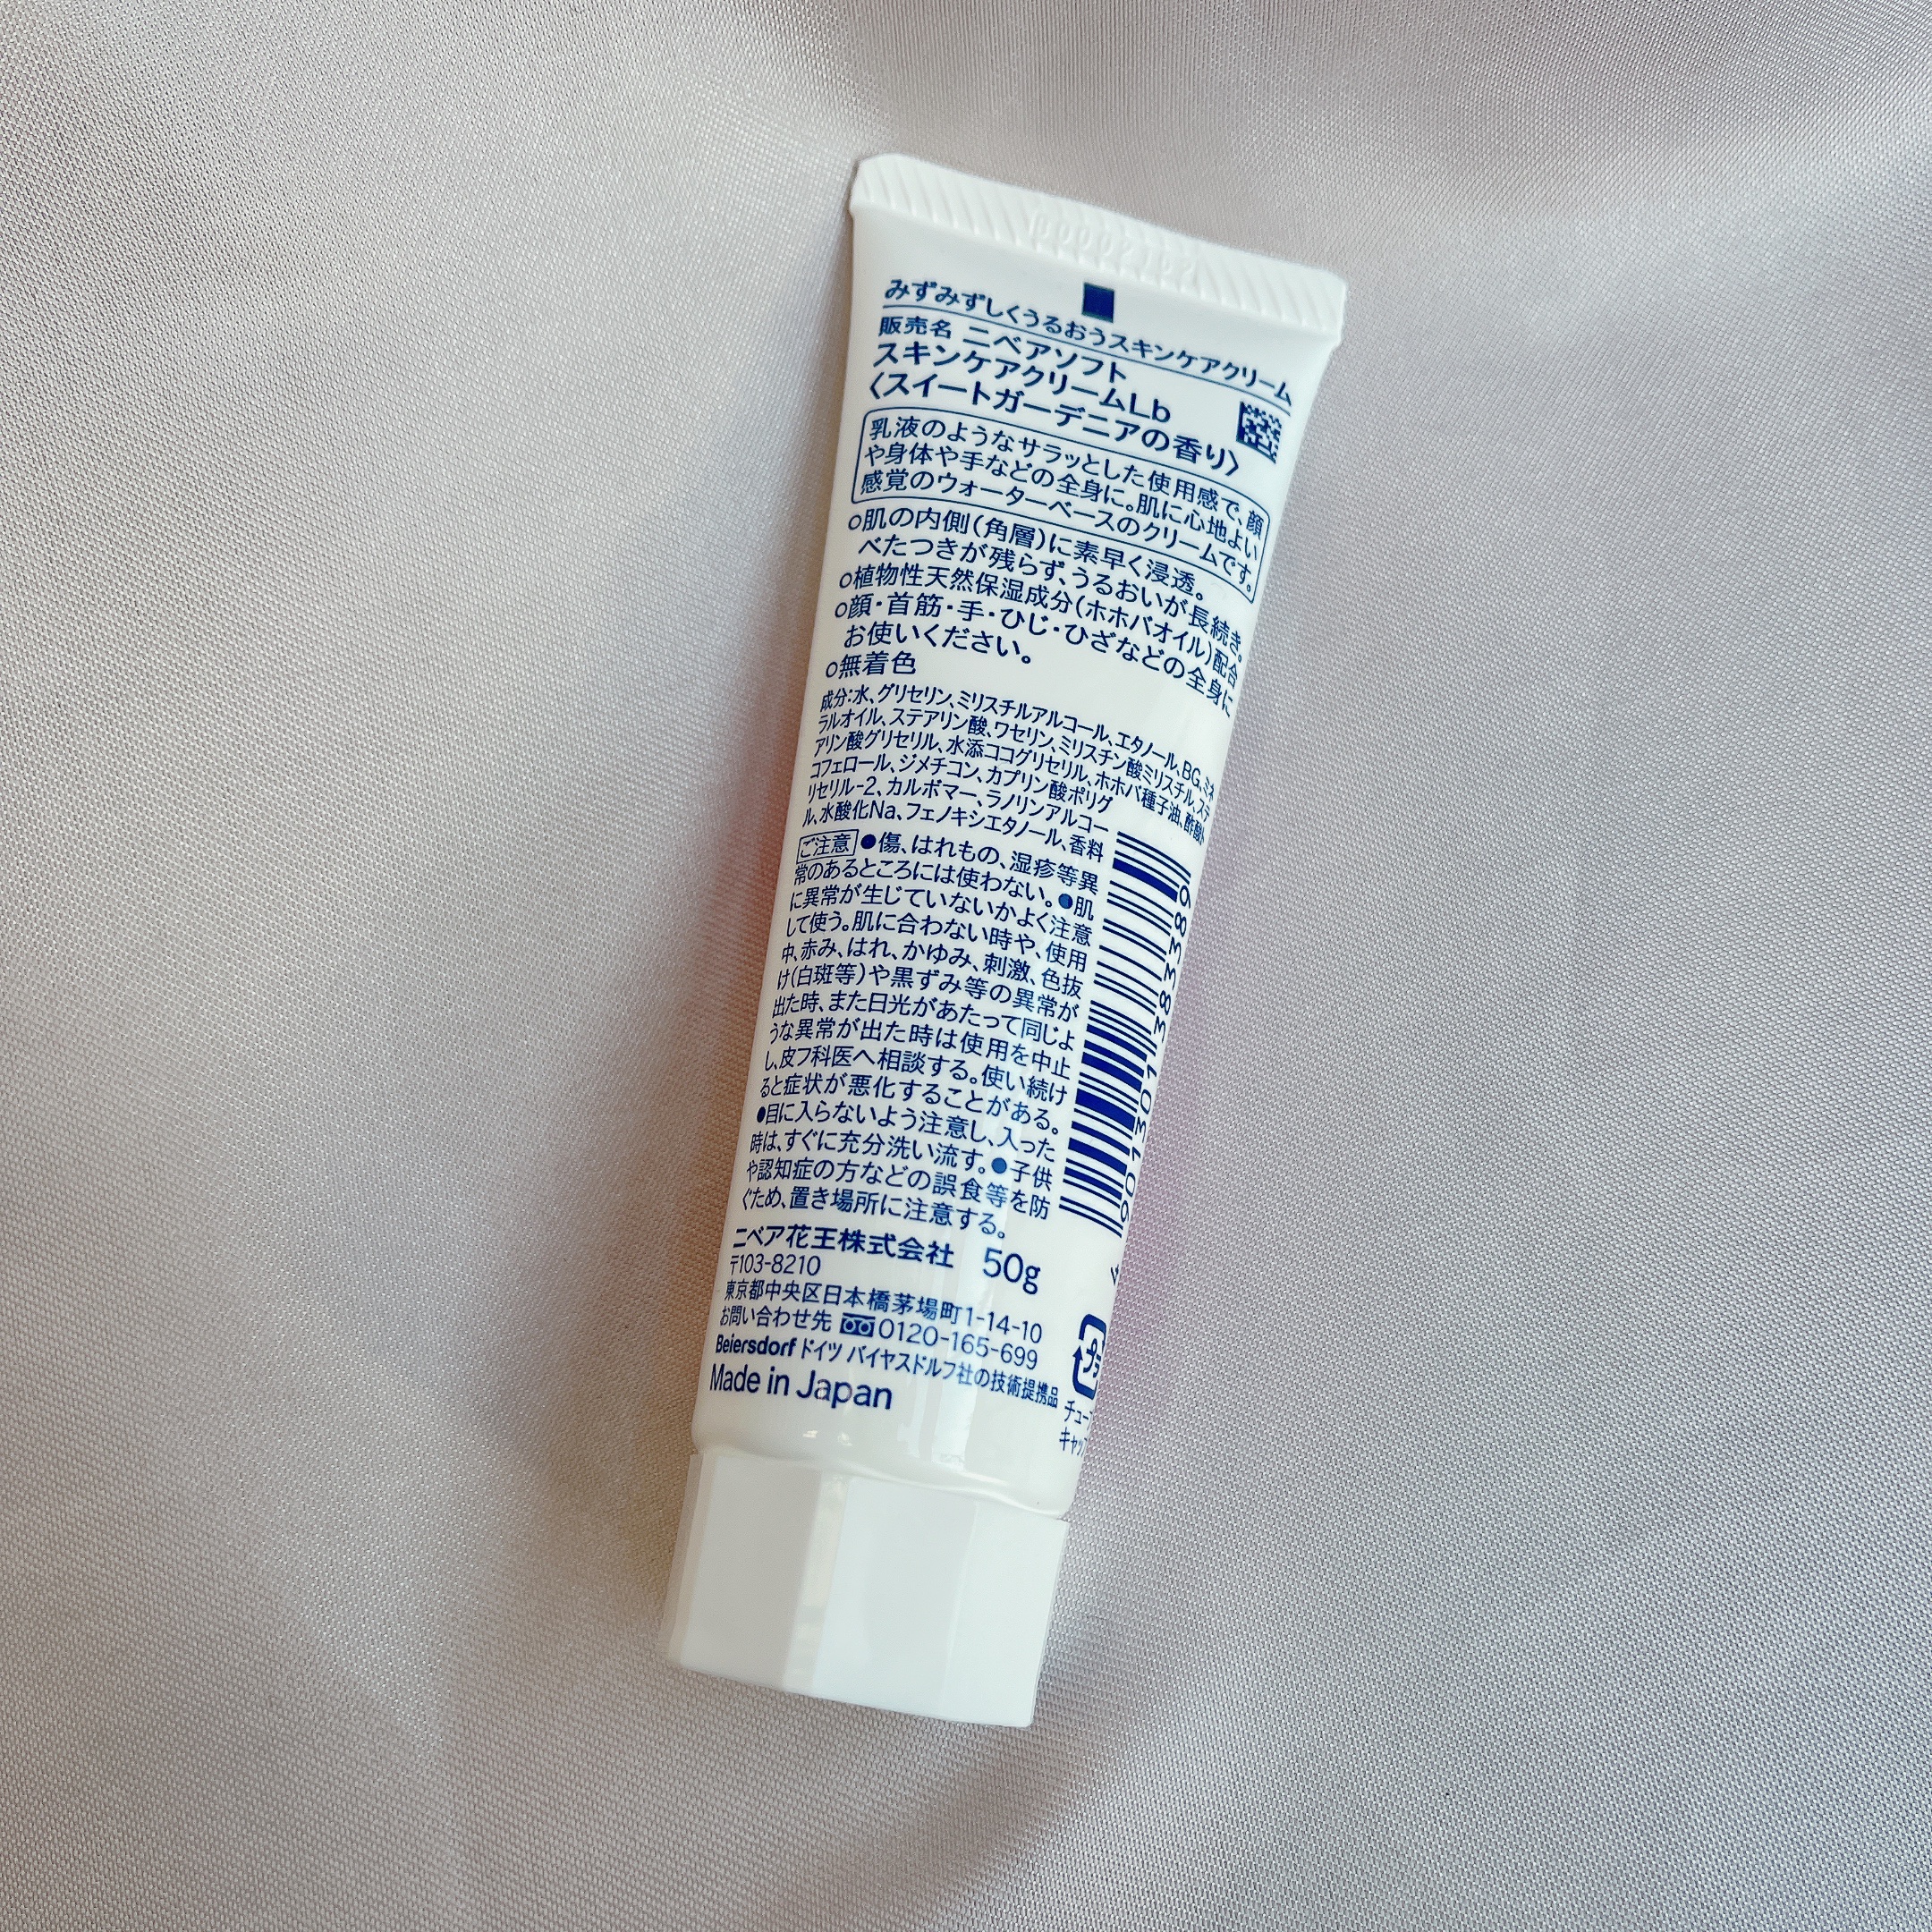 みずみずしくうるおうスキンケアクリーム
販売名 ニベアソフト
スキンケアクリームLb
〈スイートガーデニアの香り〉
乳液のようなサラッとした使用感で、顔
や身体や手などの全身に。肌に心地よい
感覚のウォーターベースのクリームです。
○肌の内側(角層)に素早く浸透。
べたつきが残らず、うるおいが長続き。
○植物性天然保湿成分(ホホバオイル)配合
○顔・首筋・手・ひじ・ひざなどの全身に
お使いください。
○無着色
成分:水、グリセリン、ミリスチルアルコール、エタノール、BG、ミネ
ラルオイル、ステアリン酸、ワセリン、ミリスチン酸ミリスチル、ステ
アリン酸グリセリル、水添ココグリセリル、ホホバ種子油、酢酸ト
コフェロール、ジメチコン、カプリン酸ポリグ
リセリル-2、カルボマー、ラノリンアルコー
ル、水酸化Na、フェノキシエタノール、香料
ご注意 ●傷、はれもの、湿疹等異
常のあるところには使わない。●肌
に異常が生じていないかよく注意
して使う。肌に合わない時や、使用
中、赤み、はれ、かゆみ、刺激、色抜
け(白斑等)や黒ずみ等の異常が
出た時、また日光があたって同じよ
うな異常が出た時は使用を中止
し、皮フ科医へ相談する。使い続け
ると症状が悪化することがある。
●目に入らないよう注意し、入った
時は、すぐに充分洗い流す。●子供
や認知症の方などの誤食等を防
ぐため、置き場所に注意する。
ニベア花王株式会社 50g
〒103-8210
東京都中央区日本橋茅場町1-14-10
お問い合わせ先 0120-165-699
Beiersdorf ドイツ バイヤスドルフ社の技術提携品
Made in Japan
プラ
チュー
キャッ